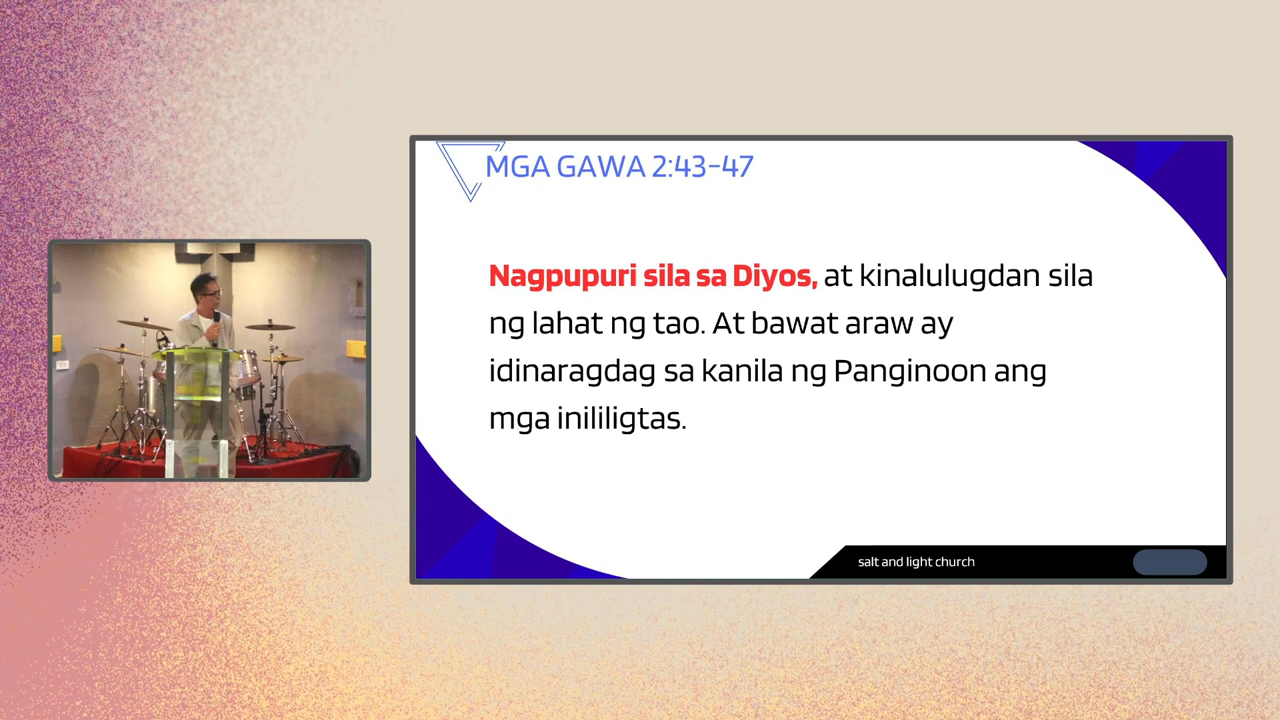 MGA GAWA 2:43-47
Nagpupuri sila sa Diyos, at kinalulugdan sila
ng lahat ng tao. At bawat araw ay
idinaragdag sa kanila ng Panginoon ang
mga inililigtas.
salt and light church